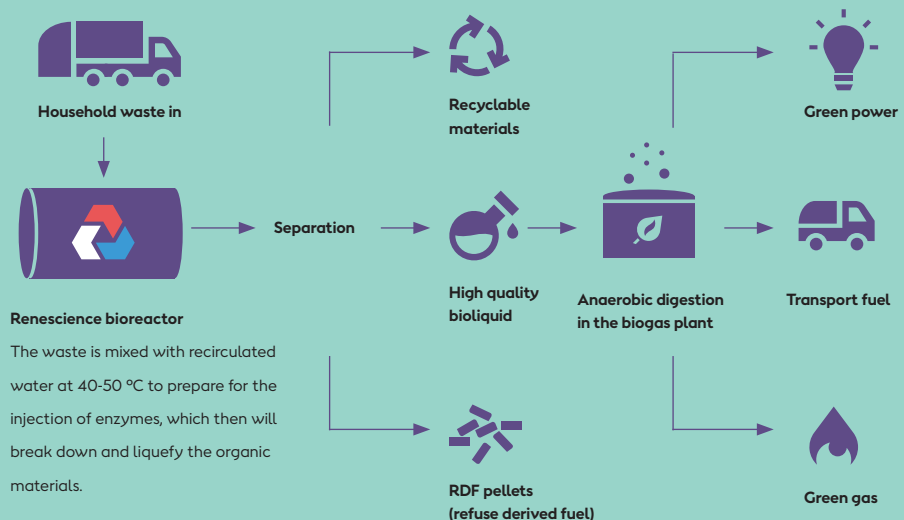 Household waste in
Recyclable
materials
Green power
Separation
High quality
bioliquid
Anaerobic digestion
in the biogas plant
Transport fuel
Renescience bioreactor
The waste is mixed with recirculated
water at 40-50 ºC to prepare for the
injection of enzymes, which then will
break down and liquefy the organic
materials.
RDF pellets
(refuse derived fuel)
Green gas